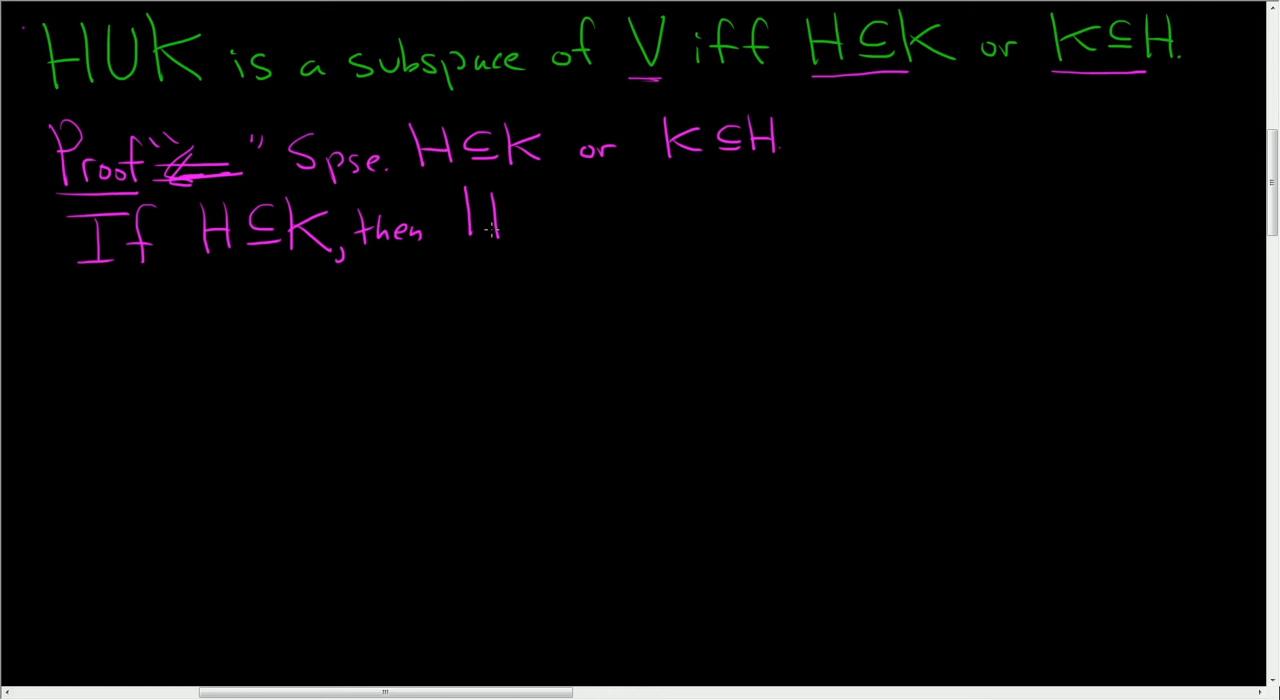 H∪K is a subspace of V iff H⊆K or K⊆H.
Proof "⇐" Spse. H⊆K or K⊆H.
If H⊆K, then